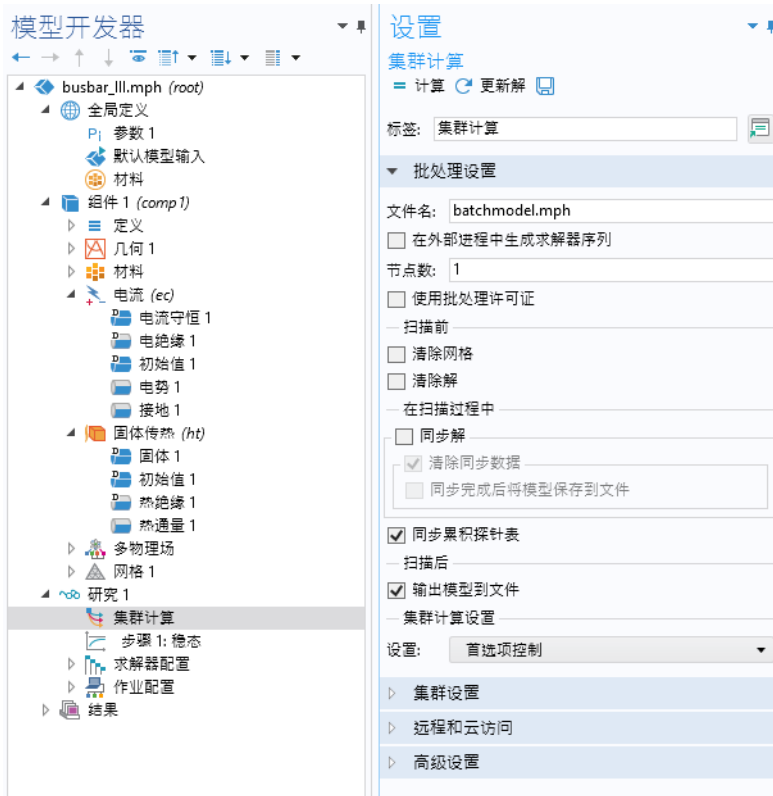 模型开发器
busbar_lll.mph (root)
全局定义
Pi 参数 1
默认模型输入
材料
组件 1 (comp1)
定义
几何 1
材料
电流 (ec)
电流守恒 1
电绝缘 1
初始值 1
电势 1
接地 1
固体传热 (ht)
固体 1
初始值 1
热绝缘 1
热通量 1
多物理场
网格 1
研究 1
集群计算
步骤 1: 稳态
求解器配置
作业配置
结果
设置
集群计算
计算 更新解
标签: 集群计算
批处理设置
文件名: batchmodel.mph
在外部进程中生成求解器序列
节点数: 1
使用批处理许可证
扫描前
清除网格
清除解
在扫描过程中
同步解
清除同步数据
同步完成后将模型保存到文件
同步累积探针表
扫描后
输出模型到文件
集群计算设置
设置: 首选项控制
集群设置
远程和云访问
高级设置